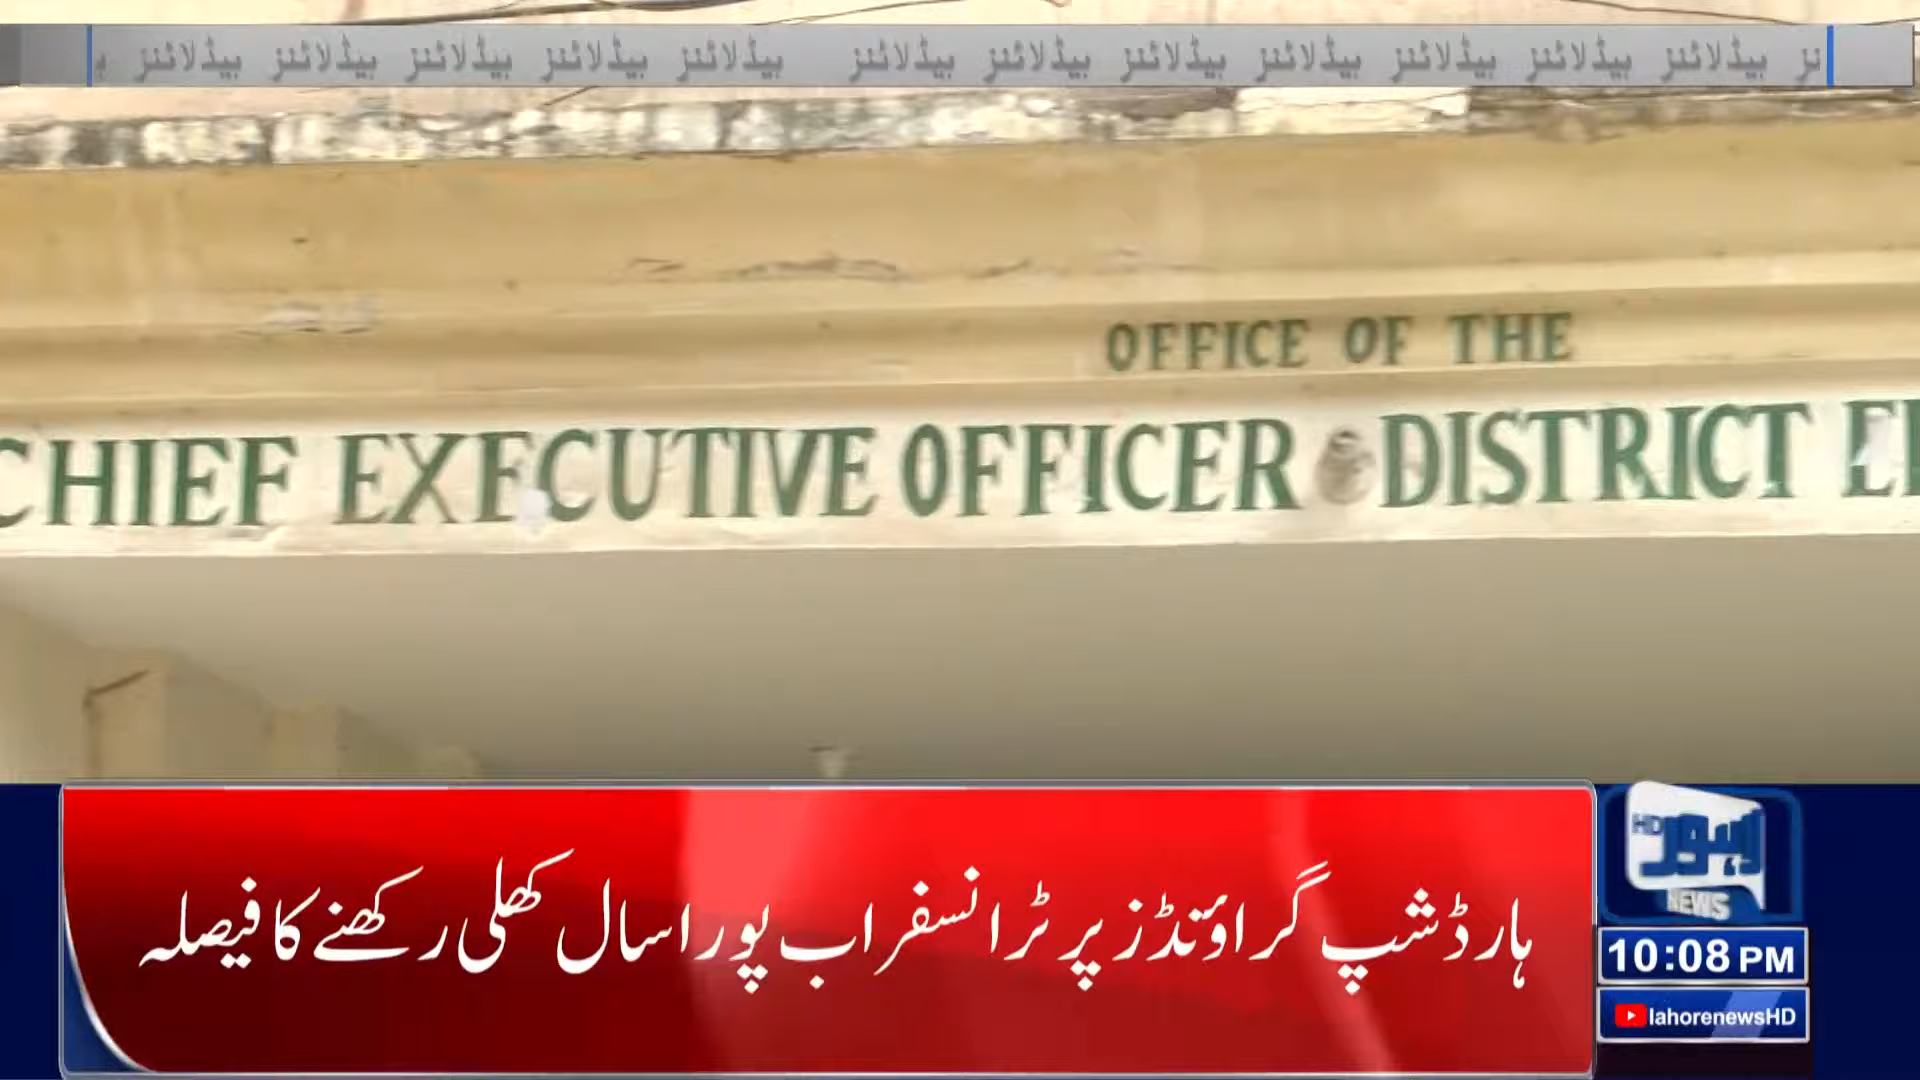 ہیڈلائنز ہیڈلائنز ہیڈلائنز ہیڈلائنز ہیڈلائنز ہیڈلائنز ہیڈلائنز ہیڈلائنز ہیڈلائنز ہیڈلائنز ہیڈلائنز ہیڈلائنز
OFFICE OF THE
CHIEF EXECUTIVE OFFICER DISTRICT
ہارڈشپ گراؤنڈز پر ٹرانسفر اب پورا سال کھلی رکھنے کا فیصلہ
لاہور HD
NEWS
10:08 PM
lahorenewsHD